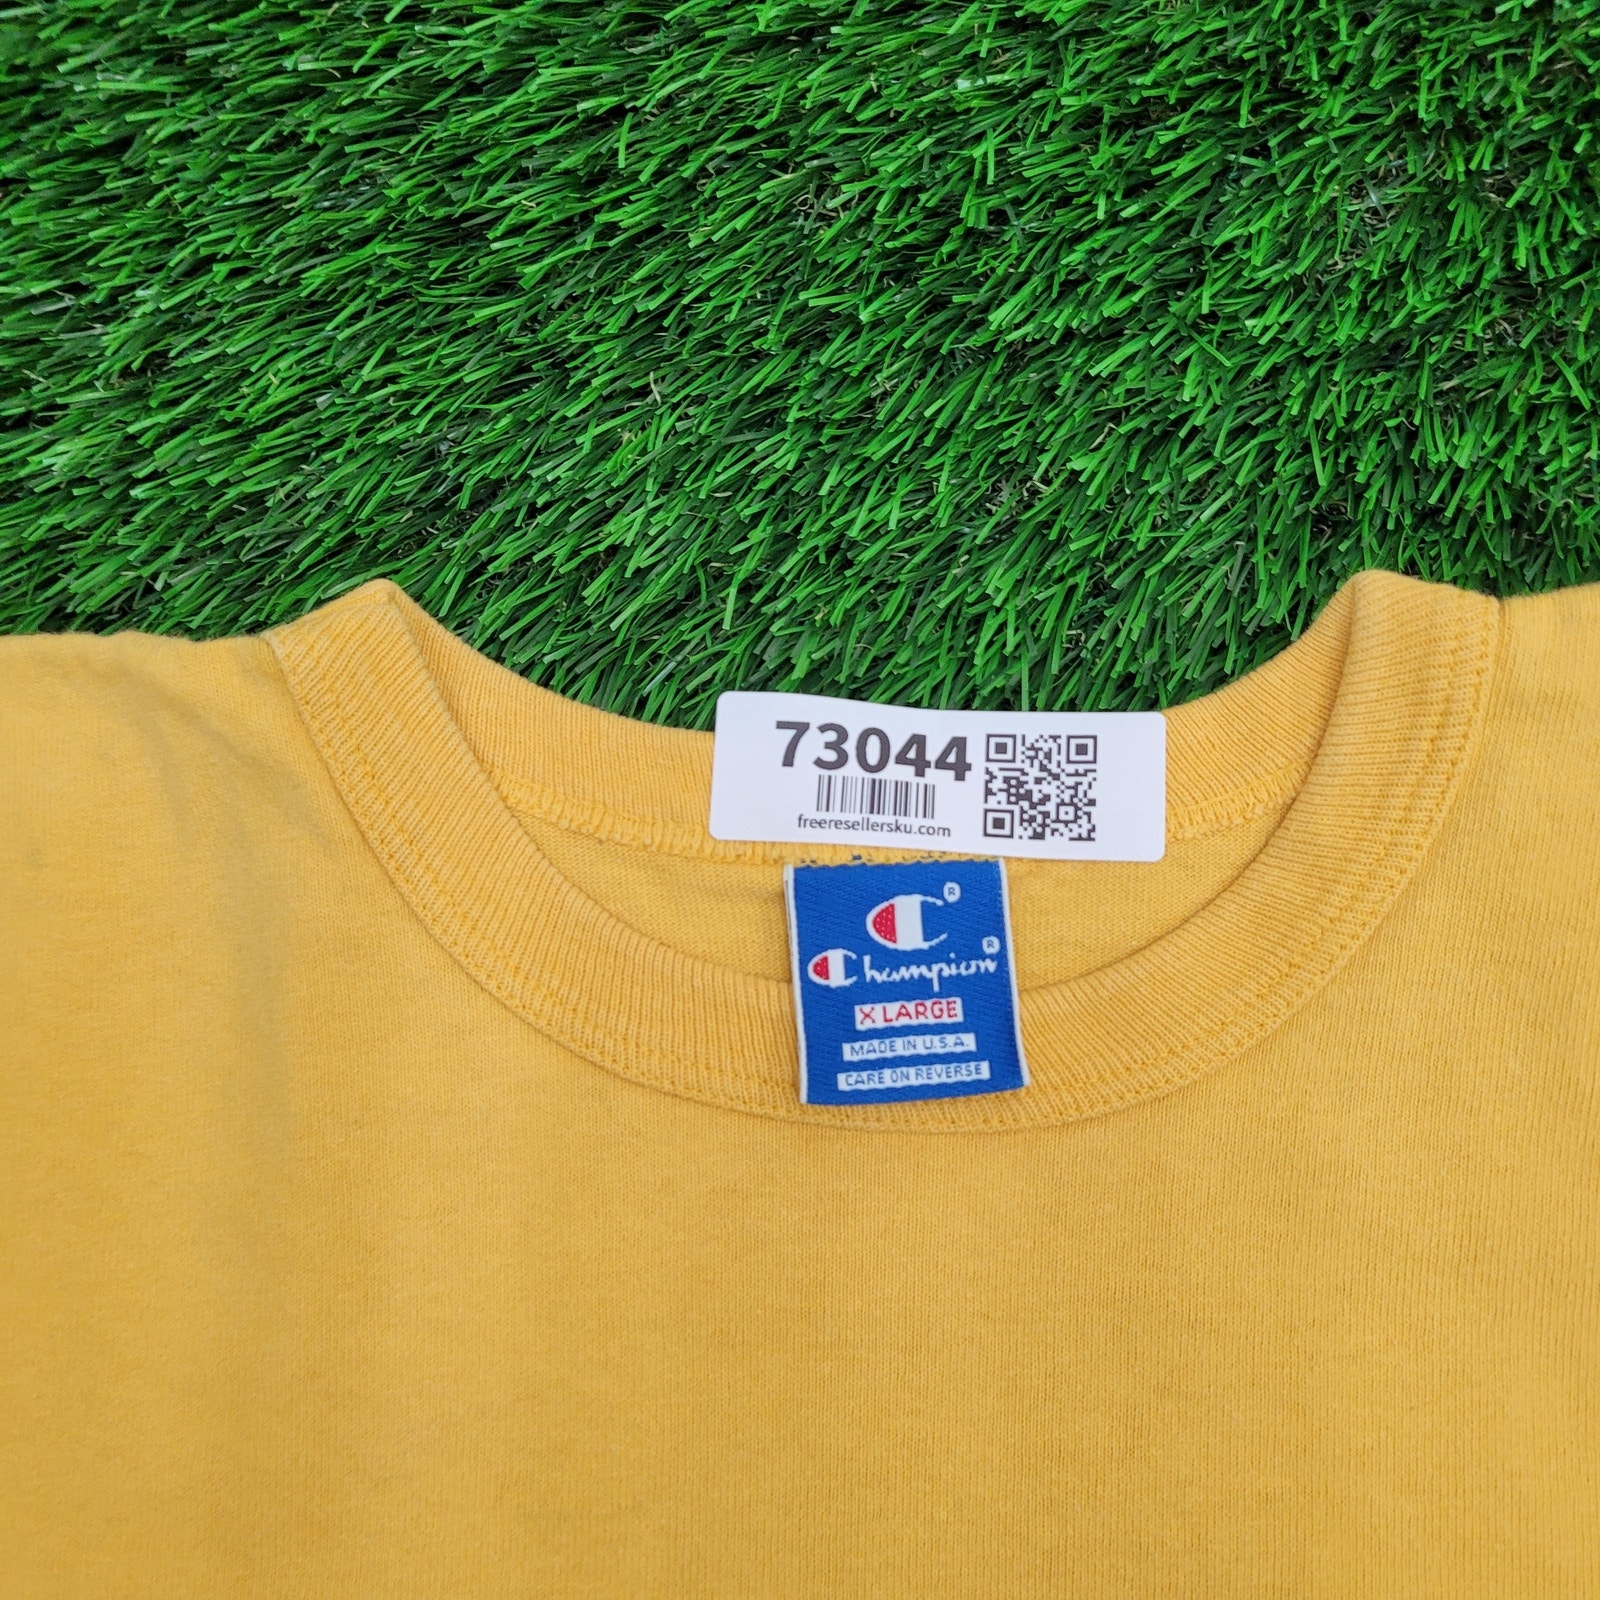 73044
freeresellersku.com
C®
Champion®
X LARGE
MADE IN U.S.A.
CARE ON REVERSE